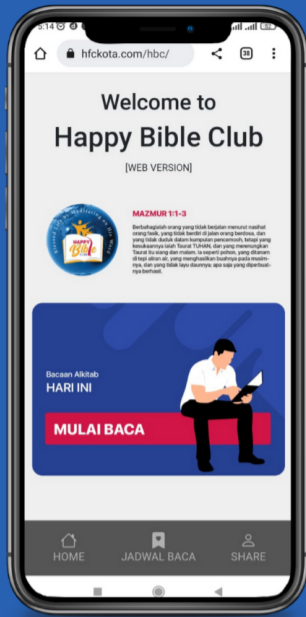 5:14
hfckota.com/hbc/
38
Welcome to
Happy Bible Club
[WEB VERSION]
HAPPY
Bible
MAZMUR 1:1-3
Berbahagialah orang yang tidak berjalan menurut nasihat
orang fasik, yang tidak berdiri di jalan orang berdosa, dan
yang tidak duduk dalam kumpulan pencemooh, tetapi yang
kesukaannya ialah Taurat TUHAN, dan yang merenungkan
Taurat itu siang dan malam. Ia seperti pohon, yang ditanam
di tepi aliran air, yang menghasilkan buahnya pada musim-
nya, dan yang tidak layu daunnya; apa saja yang diperbuat-
nya berhasil.
Bacaan Alkitab
HARI INI
MULAI BACA
HOME
JADWAL BACA
SHARE